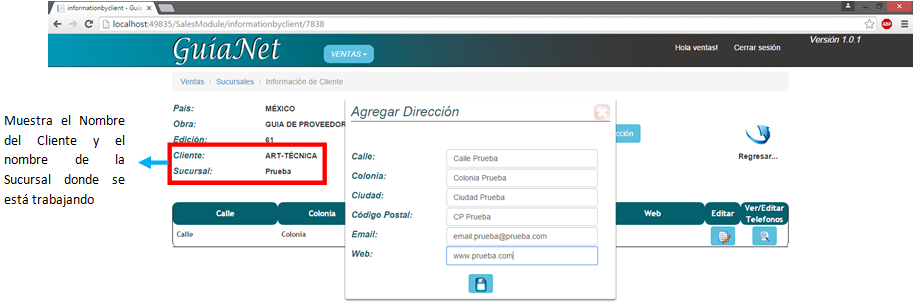 informationbyclient - Gui
localhost:49835/SalesModule/informationbyclient/7838
GuíaNet
VENTAS
Hola ventas!
Cerrar sesión
Versión 1.0.1
Ventas / Sucursales / Información de Cliente
Muestra el Nombre
del Cliente y el
nombre de la
Sucursal donde se
está trabajando
País: MÉXICO
Obra: GUIA DE PROVEEDOR
Edición: 61
Cliente: ART-TÉCNICA
Sucursal: Prueba
Agregar Dirección
Calle: Calle Prueba
Colonia: Colonia Prueba
Ciudad: Ciudad Prueba
Código Postal: CP Prueba
Email: email.prueba@prueba.com
Web: www.prueba.com
cción
Regresar...
Calle Colonia Web Editar Ver/Editar
Telefonos
Calle Colonia